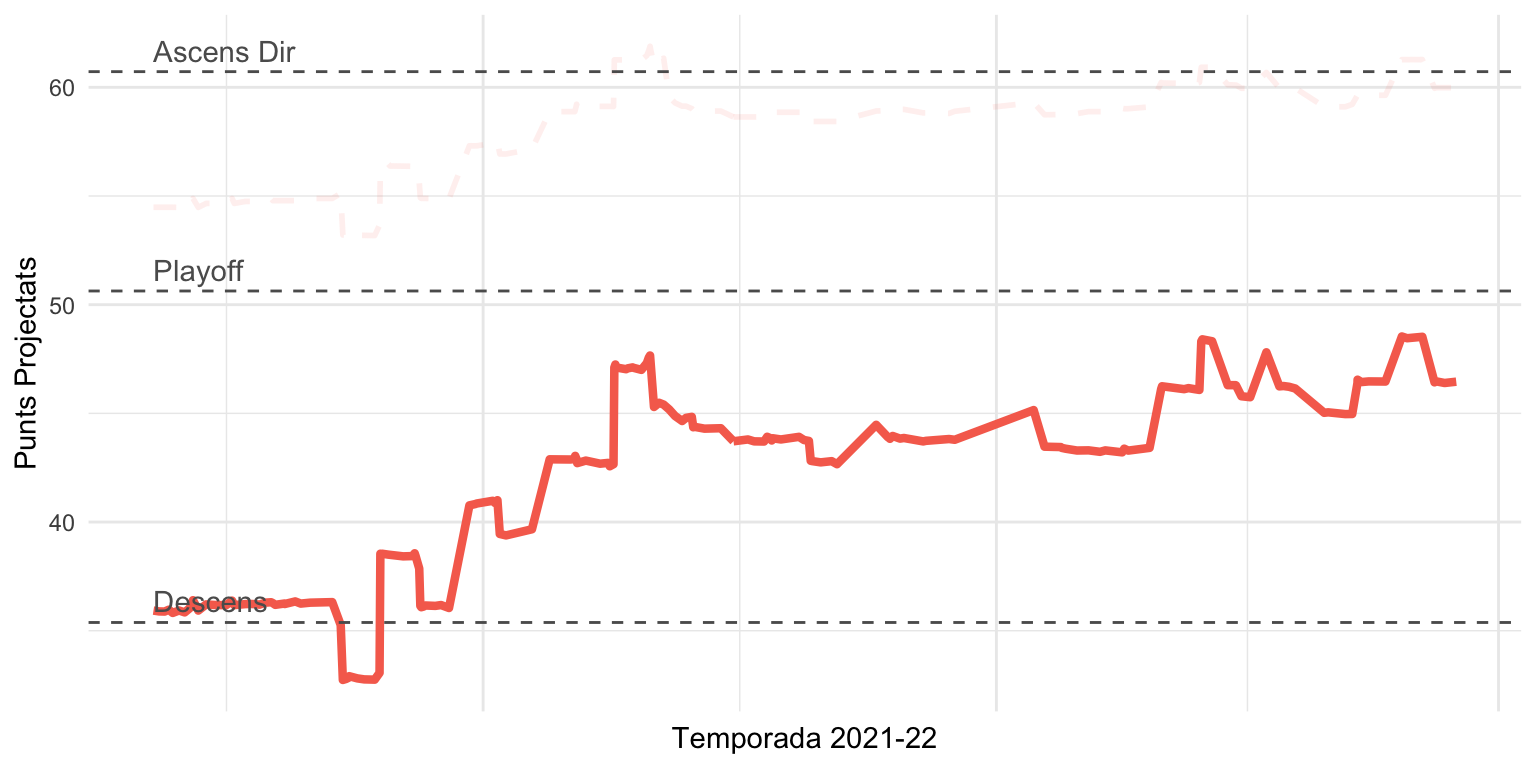 Ascens Dir
60
Playoff
50
Punts Projectats
40
Descens
Temporada 2021-22